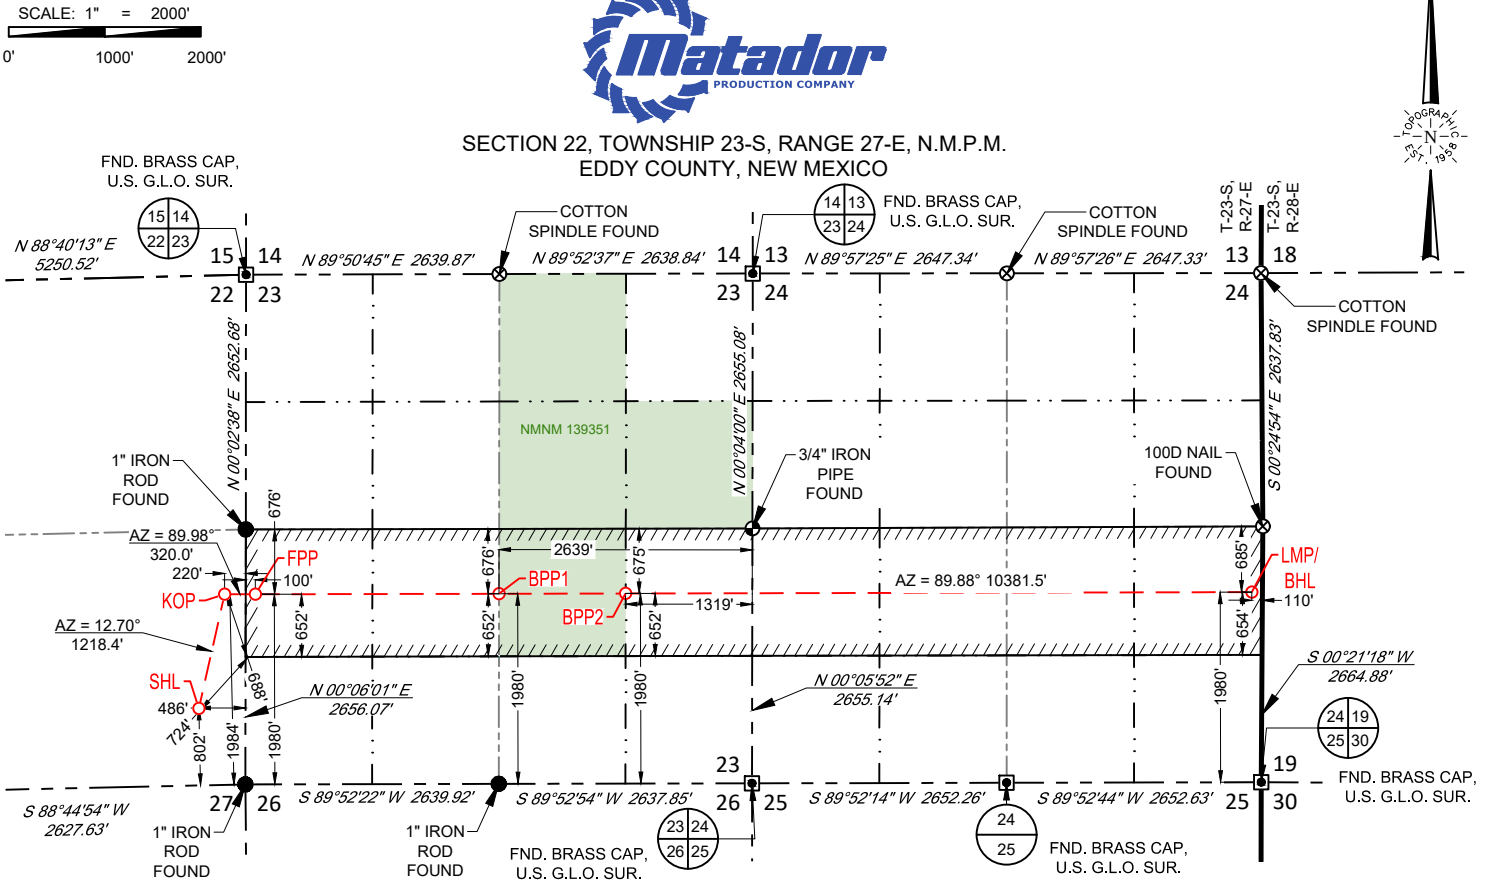 SCALE: 1" = 2000'
0' 1000' 2000'
Matador
PRODUCTION COMPANY
SECTION 22, TOWNSHIP 23-S, RANGE 27-E, N.M.P.M.
EDDY COUNTY, NEW MEXICO
TOPOGRAPHIC
N
EST. 1958
FND. BRASS CAP,
U.S. G.L.O. SUR.
15 14
22 23
COTTON
SPINDLE FOUND
14 13
23 24
FND. BRASS CAP,
U.S. G.L.O. SUR.
COTTON
SPINDLE FOUND
T-23-S,
R-27-E
T-23-S,
R-28-E
N 88°40'13" E
5250.52'
15 14
22 23
N 89°50'45" E 2639.87'
N 89°52'37" E 2638.84'
14 13
23 24
N 89°57'25" E 2647.34'
N 89°57'26" E 2647.33'
13 18
24
COTTON
SPINDLE FOUND
N 00°02'38" E 2652.68'
N 00°04'00" E 2655.08'
S 00°24'54" E 2637.83'
NMNM 139351
1" IRON
ROD
FOUND
3/4" IRON
PIPE
FOUND
100D NAIL
FOUND
676'
AZ = 89.98°
320.0'
220'
FPP
100'
KOP
676'
2639'
675'
BPP1
BPP2
1319'
AZ = 89.88° 10381.5'
685'
LMP/
BHL
110'
652'
652'
652'
654'
AZ = 12.70°
1218.4'
SHL
486'
724'
688'
802'
1984'
1980'
1980'
1980'
1980'
N 00°06'01" E
2656.07'
N 00°05'52" E
2655.14'
S 00°21'18" W
2664.88'
24 19
25 30
S 88°44'54" W
2627.63'
27 26
S 89°52'22" W 2639.92'
S 89°52'54" W 2637.85'
23
26 25
S 89°52'14" W 2652.26'
S 89°52'44" W 2652.63'
19
25 30
FND. BRASS CAP,
U.S. G.L.O. SUR.
1" IRON
ROD
FOUND
1" IRON
ROD
FOUND
FND. BRASS CAP,
U.S. G.L.O. SUR.
23 24
26 25
24
25
FND. BRASS CAP,
U.S. G.L.O. SUR.